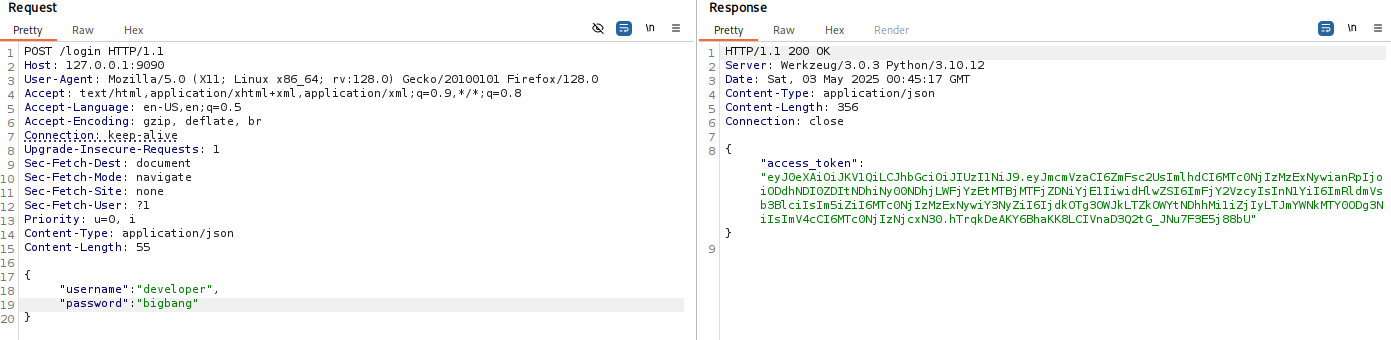 Request
Pretty Raw Hex
\n
1 POST /login HTTP/1.1
2 Host: 127.0.0.1:9090
3 User-Agent: Mozilla/5.0 (X11; Linux x86_64; rv:128.0) Gecko/20100101 Firefox/128.0
4 Accept: text/html,application/xhtml+xml,application/xml;q=0.9,*/*;q=0.8
5 Accept-Language: en-US,en;q=0.5
6 Accept-Encoding: gzip, deflate, br
7 Connection: keep-alive
8 Upgrade-Insecure-Requests: 1
9 Sec-Fetch-Dest: document
10 Sec-Fetch-Mode: navigate
11 Sec-Fetch-Site: none
12 Sec-Fetch-User: ?1
13 Priority: u=0, i
14 Content-Type: application/json
15 Content-Length: 55
16
17 {
18 "username":"developer",
19 "password":"bigbang"
20 }
Response
Pretty Raw Hex Render
\n
1 HTTP/1.1 200 OK
2 Server: Werkzeug/3.0.3 Python/3.10.12
3 Date: Sat, 03 May 2025 00:45:17 GMT
4 Content-Type: application/json
5 Content-Length: 356
6 Connection: close
7
8 {
"access_token":
"eyJ0eXAiOiJKV1QiLCJhbGciOiJIUzI1NiJ9.eyJmcmVzaCI6ZmFsc2UsImlhdCI6MTc0NjIzMzExNywianRpIjo
iODdhNDI0ZDItNDhiNy00NDhjLWFjYzEtMTBjMTFjZDNiYjE1IiwidHlwZSI6ImFjY2VzcyIsInN1YiI6ImRldmVs
b3BlciIsIm5iZiI6MTc0NjIzMzExNywiY3NyZiI6IjdkOTg3OWJkLTZkOWYtNDhhMi1iZjIyLTJmYWNkMTY0ODg3N
iIsImV4cCI6MTc0NjIzNjcxN30.hTrqkDeAKY6BhaKK8LCIVnaD3Q2tG_JNu7F3E5j88bU"
}
9